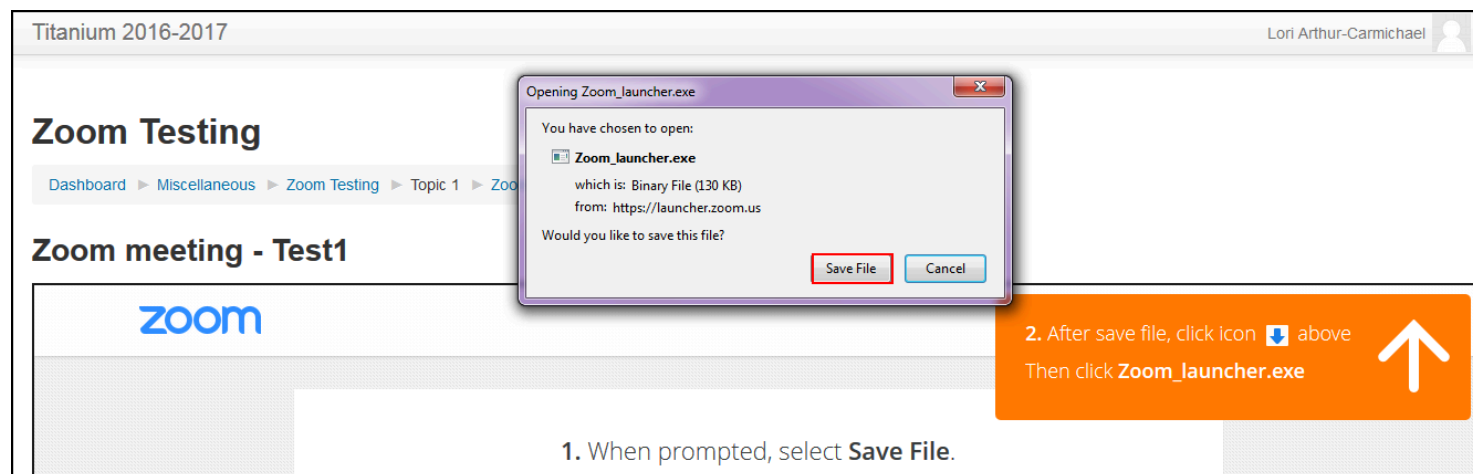 Titanium 2016-2017
Lori Arthur-Carmichael
Opening Zoom_launcher.exe
You have chosen to open:
Zoom_launcher.exe
which is: Binary File (130 KB)
from: https://launcher.zoom.us
Would you like to save this file?
Save File Cancel
Zoom Testing
Dashboard Miscellaneous Zoom Testing Topic 1 Zoo
Zoom meeting - Test1
zoom
2. After save file, click icon above
Then click Zoom_launcher.exe
1. When prompted, select Save File.